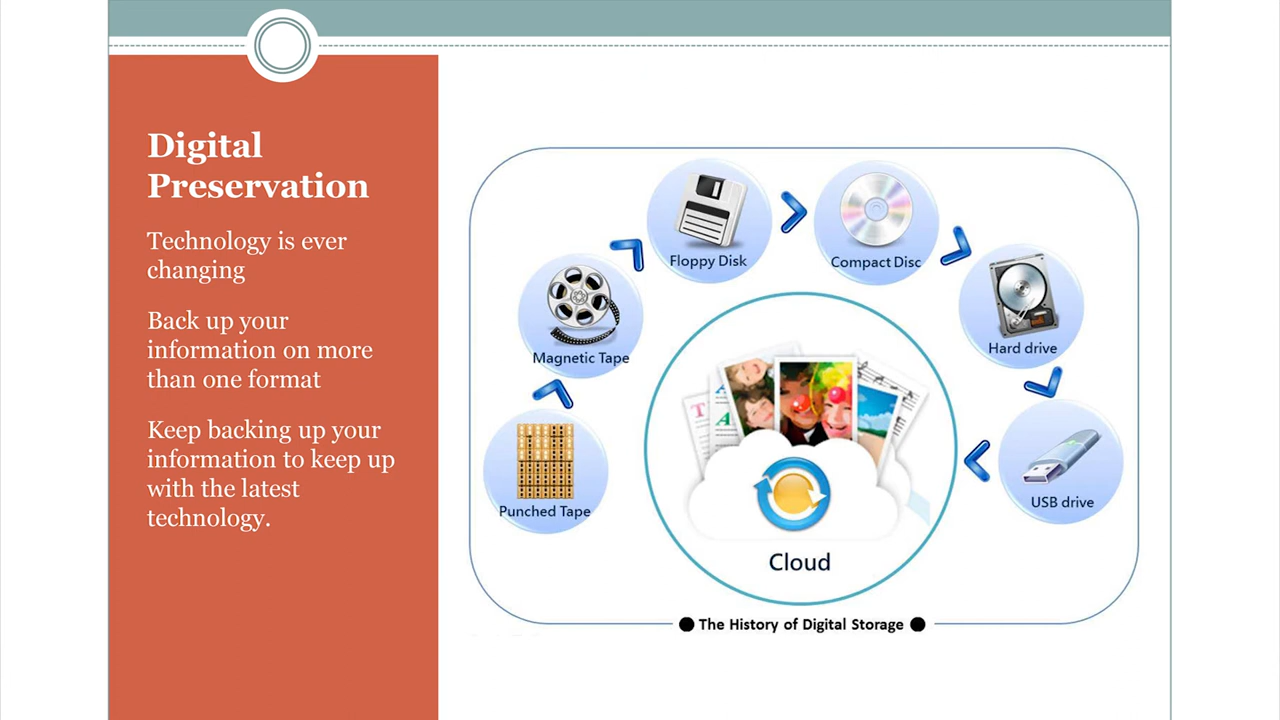 Digital
Preservation
Technology is ever
changing
Back up your
information on more
than one format
Keep backing up your
information to keep up
with the latest
technology.
Floppy Disk
Compact Disc
Magnetic Tape
Hard drive
Punched Tape
USB drive
T
A
A
Cloud
The History of Digital Storage